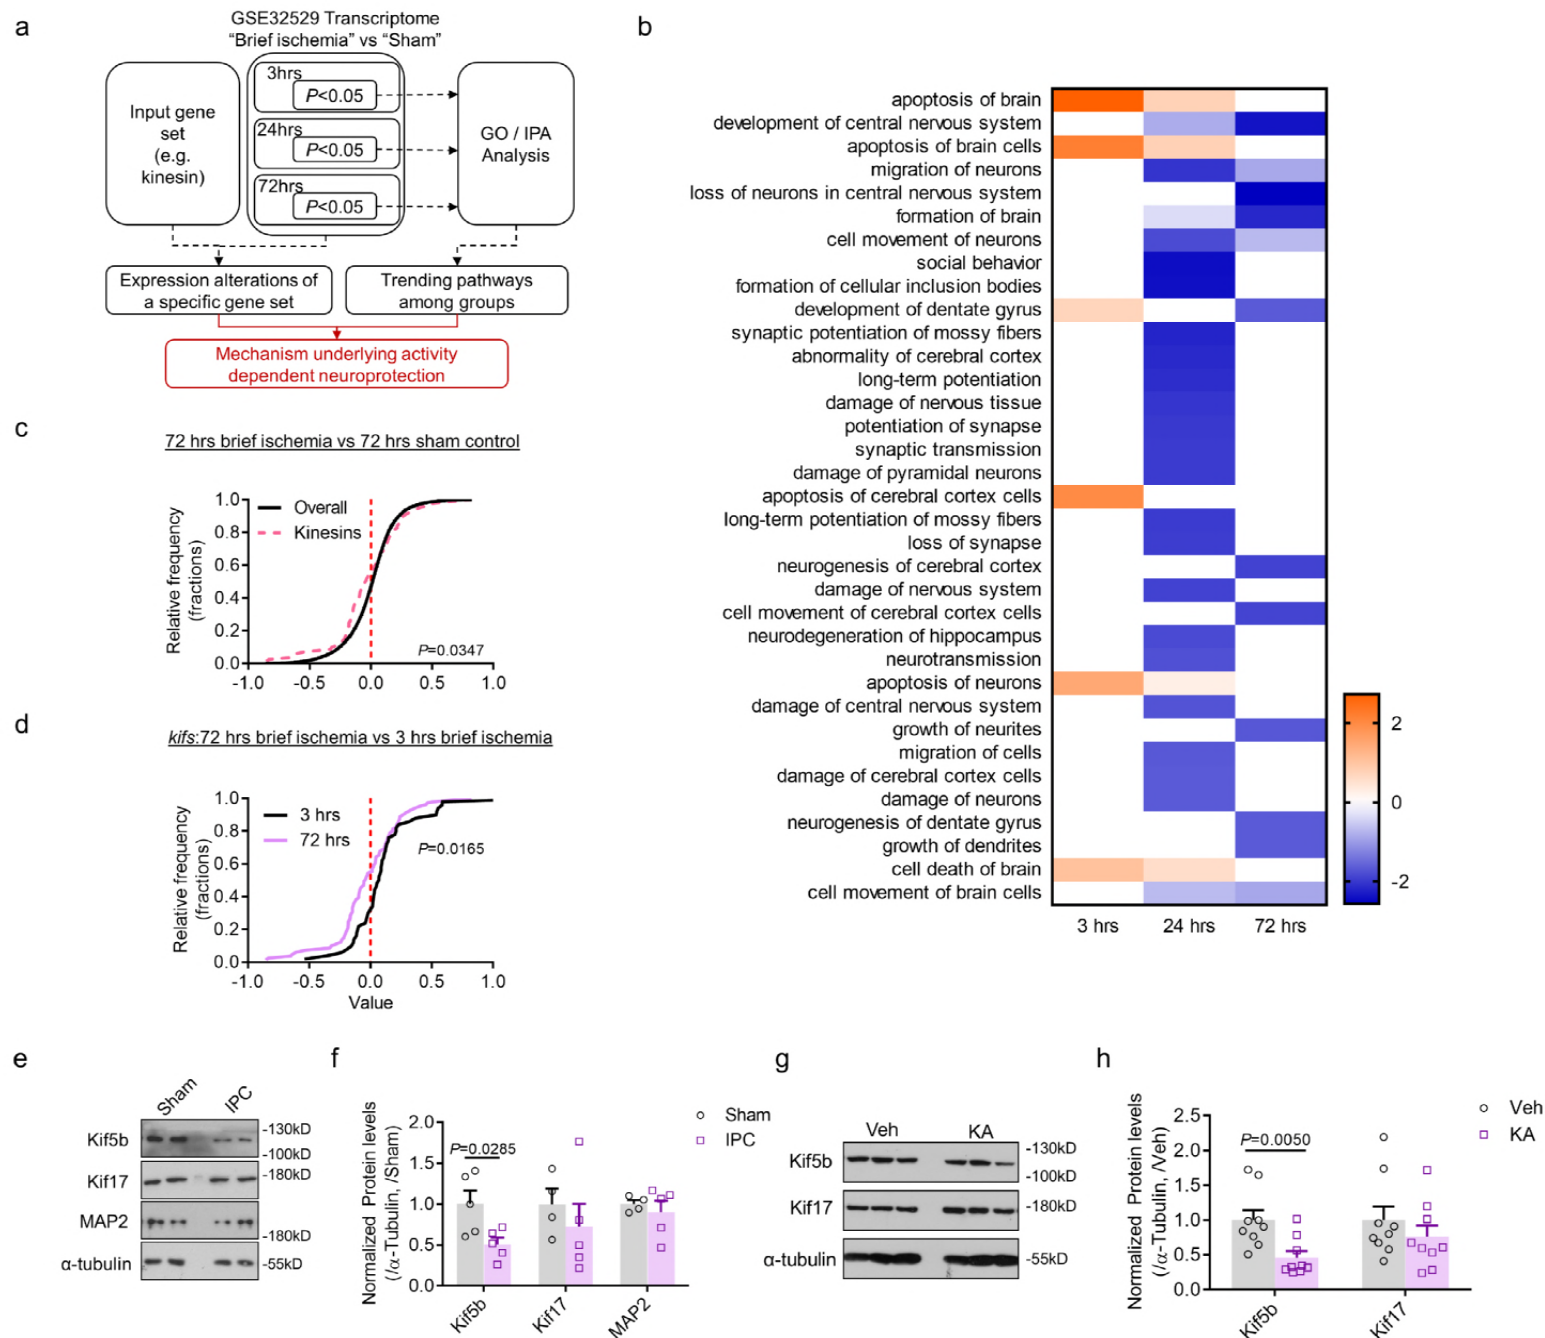 a
GSE32529 Transcriptome
“Brief ischemia” vs “Sham”
Input gene
set
(e.g.
kinesin)
3hrs
P<0.05
24hrs
P<0.05
72hrs
P<0.05
GO / IPA
Analysis
Expression alterations of
a specific gene set
Trending pathways
among groups
Mechanism underlying activity
dependent neuroprotection
b
apoptosis of brain
development of central nervous system
apoptosis of brain cells
migration of neurons
loss of neurons in central nervous system
formation of brain
cell movement of neurons
social behavior
formation of cellular inclusion bodies
development of dentate gyrus
synaptic potentiation of mossy fibers
abnormality of cerebral cortex
long-term potentiation
damage of nervous tissue
potentiation of synapse
synaptic transmission
damage of pyramidal neurons
apoptosis of cerebral cortex cells
long-term potentiation of mossy fibers
loss of synapse
neurogenesis of cerebral cortex
damage of nervous system
cell movement of cerebral cortex cells
neurodegeneration of hippocampus
neurotransmission
apoptosis of neurons
damage of central nervous system
growth of neurites
migration of cells
damage of cerebral cortex cells
damage of neurons
neurogenesis of dentate gyrus
growth of dendrites
cell death of brain
cell movement of brain cells
3 hrs 24 hrs 72 hrs
2
0
-2
c
72 hrs brief ischemia vs 72 hrs sham control
Relative frequency
(fractions)
1.0
0.8
0.6
0.4
0.2
0.0
Overall
Kinesins
P=0.0347
-1.0 -0.5 0.0 0.5 1.0
d
kifs:72 hrs brief ischemia vs 3 hrs brief ischemia
Relative frequency
(fractions)
1.0
0.8
0.6
0.4
0.2
0.0
3 hrs
72 hrs
P=0.0165
-1.0 -0.5 0.0 0.5 1.0
Value
e
Sham IPC
Kif5b
-130kD
-100kD
Kif17
-180kD
MAP2
-180kD
α-tubulin
-55kD
f
Normalized Protein levels
(/α-Tubulin, /Sham)
2.0
1.5
1.0
0.5
0.0
P=0.0285
Sham
IPC
Kif5b Kif17 MAP2
g
Veh KA
Kif5b
-130kD
-100kD
Kif17
-180kD
α-tubulin
-55kD
h
Normalized Protein levels
(/α-Tubulin, /Veh)
2.5
2.0
1.5
1.0
0.5
0.0
P=0.0050
Veh
KA
Kif5b Kif17